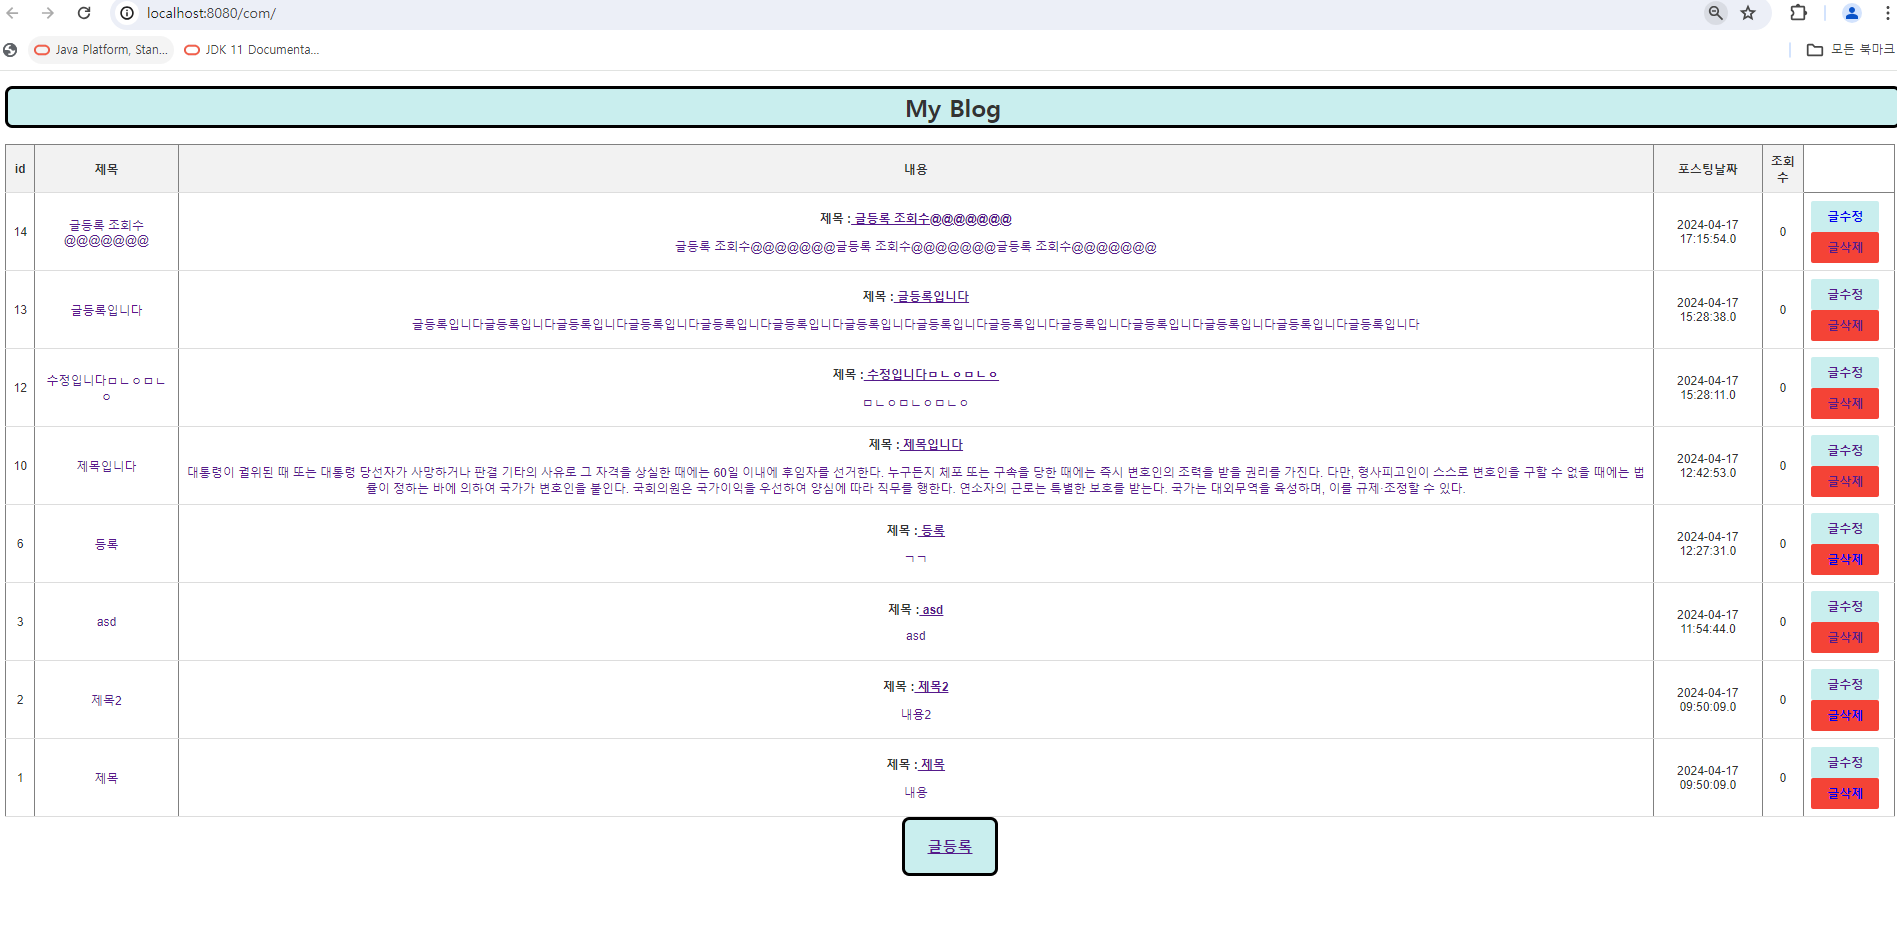 localhost:8080/com/
Java Platform, Stan...
JDK 11 Documenta...
모든 북마크
My Blog
id
제목
내용
포스팅날짜
조회
수
14
글등록 조회수
@@@@@@@
제목 : 글등록 조회수@@@@@@@
글등록 조회수@@@@@@@글등록 조회수@@@@@@@글등록 조회수@@@@@@@
2024-04-17
17:15:54.0
0
글수정
글삭제
13
글등록입니다
제목 : 글등록입니다
글등록입니다글등록입니다글등록입니다글등록입니다글등록입니다글등록입니다글등록입니다글등록입니다글등록입니다글등록입니다글등록입니다글등록입니다글등록입니다글등록입니다
2024-04-17
15:28:38.0
0
글수정
글삭제
12
수정입니다ㅁㄴㅇㅁㄴ
ㅇ
제목 : 수정입니다ㅁㄴㅇㅁㄴㅇ
ㅁㄴㅇㅁㄴㅇㅁㄴㅇ
2024-04-17
15:28:11.0
0
글수정
글삭제
10
제목입니다
제목 : 제목입니다
대통령이 궐위된 때 또는 대통령 당선자가 사망하거나 판결 기타의 사유로 그 자격을 상실한 때에는 60일 이내에 후임자를 선거한다. 누구든지 체포 또는 구속을 당한 때에는 즉시 변호인의 조력을 받을 권리를 가진다. 다만, 형사피고인이 스스로 변호인을 구할 수 없을 때에는 법
률이 정하는 바에 의하여 국가가 변호인을 붙인다. 국회의원은 국가이익을 우선하여 양심에 따라 직무를 행한다. 연소자의 근로는 특별한 보호를 받는다. 국가는 대외무역을 육성하며, 이를 규제·조정할 수 있다.
2024-04-17
12:42:53.0
0
글수정
글삭제
6
등록
제목 : 등록
ㄱㄱ
2024-04-17
12:27:31.0
0
글수정
글삭제
3
asd
제목 : asd
asd
2024-04-17
11:54:44.0
0
글수정
글삭제
2
제목2
제목 : 제목2
내용2
2024-04-17
09:50:09.0
0
글수정
글삭제
1
제목
제목 : 제목
내용
2024-04-17
09:50:09.0
0
글수정
글삭제
글등록